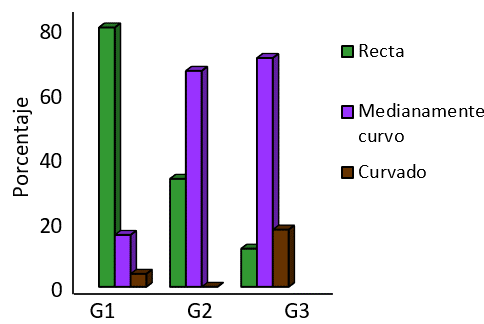 80
60
40
20
0
Porcentaje
G1 G2 G3
Recta
Medianamente
curvo
Curvado